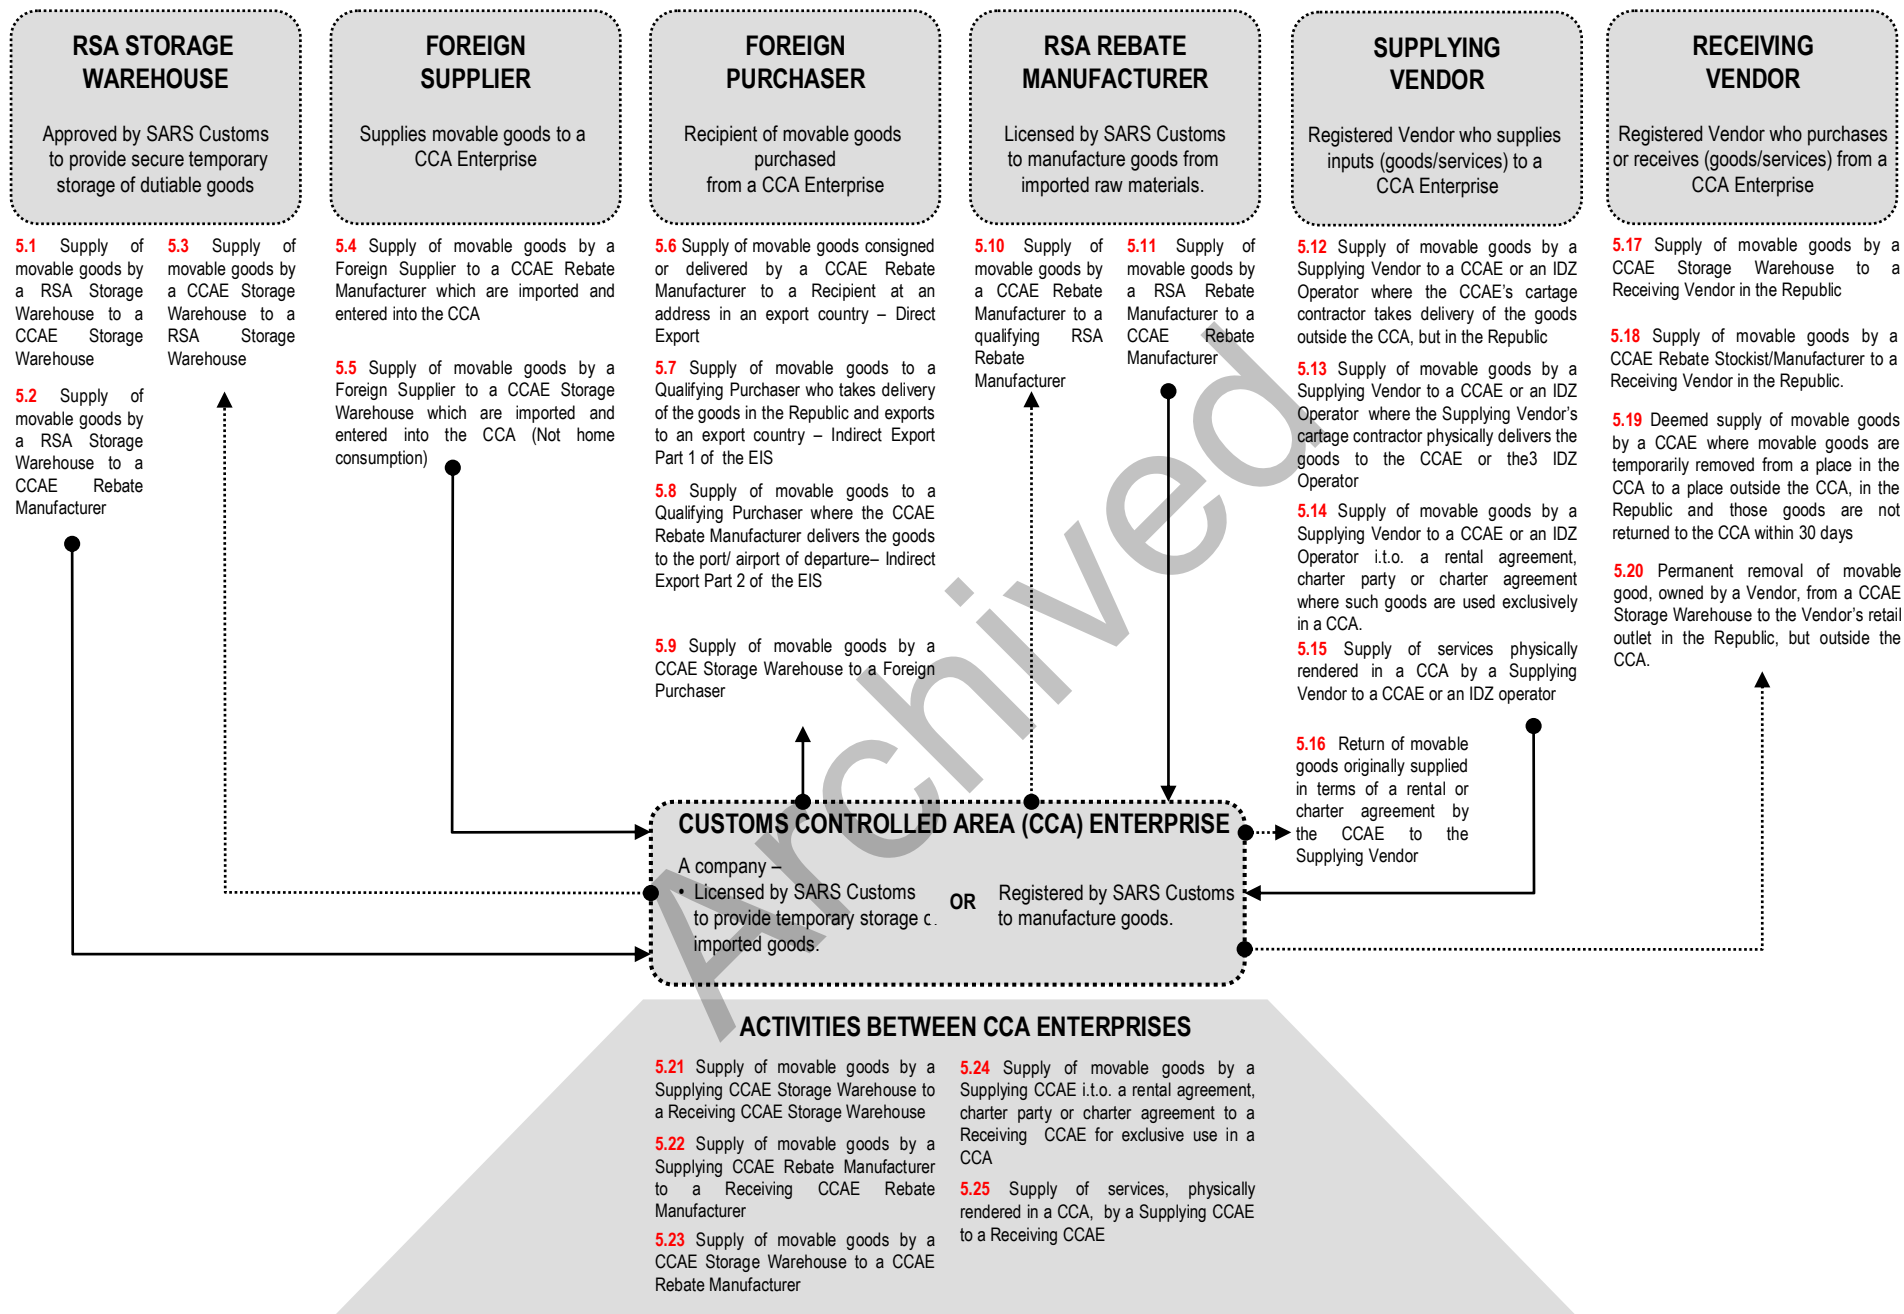 RSA STORAGE
WAREHOUSE
Approved by SARS Customs
to provide secure temporary
storage of dutiable goods
FOREIGN
SUPPLIER
Supplies movable goods to a
CCA Enterprise
FOREIGN
PURCHASER
Recipient of movable goods
purchased
from a CCA Enterprise
RSA REBATE
MANUFACTURER
Licensed by SARS Customs
to manufacture goods from
imported raw materials.
SUPPLYING
VENDOR
Registered Vendor who supplies
inputs (goods/services) to a
CCA Enterprise
RECEIVING
VENDOR
Registered Vendor who purchases
or receives (goods/services) from a
CCA Enterprise
5.1 Supply of
movable goods by
a RSA Storage
Warehouse to a
CCAE Storage
Warehouse
5.2 Supply of
movable goods by
a RSA Storage
Warehouse to a
CCAE Rebate
Manufacturer
5.3 Supply of
movable goods by
a CCAE Storage
Warehouse to a
RSA Storage
Warehouse
5.4 Supply of movable goods by a
Foreign Supplier to a CCAE Rebate
Manufacturer which are imported and
entered into the CCA
5.5 Supply of movable goods by a
Foreign Supplier to a CCAE Storage
Warehouse which are imported and
entered into the CCA (Not home
consumption)
5.6 Supply of movable goods consigned
or delivered by a CCAE Rebate
Manufacturer to a Recipient at an
address in an export country – Direct
Export
5.7 Supply of movable goods to a
Qualifying Purchaser who takes delivery
of the goods in the Republic and exports
to an export country – Indirect Export
Part 1 of the EIS
5.8 Supply of movable goods to a
Qualifying Purchaser where the CCAE
Rebate Manufacturer delivers the goods
to the port/ airport of departure– Indirect
Export Part 2 of the EIS
5.9 Supply of movable goods by a
CCAE Storage Warehouse to a Foreign
Purchaser
5.10 Supply of
movable goods by
a CCAE Rebate
Manufacturer to a
qualifying RSA
Rebate
Manufacturer
5.11 Supply of
movable goods by
a RSA Rebate
Manufacturer to a
CCAE Rebate
Manufacturer
5.12 Supply of movable goods by a
Supplying Vendor to a CCAE or an IDZ
Operator where the CCAE's cartage
contractor takes delivery of the goods
outside the CCA, but in the Republic
5.13 Supply of movable goods by a
Supplying Vendor to a CCAE or an IDZ
Operator where the Supplying Vendor's
cartage contractor physically delivers the
goods to the CCAE or the3 IDZ
Operator
5.14 Supply of movable goods by a
Supplying Vendor to a CCAE or an IDZ
Operator i.t.o. a rental agreement,
charter party or charter agreement
where such goods are used exclusively
in a CCA.
5.15 Supply of services physically
rendered in a CCA by a Supplying
Vendor to a CCAE or an IDZ operator
5.16 Return of movable
goods originally supplied
in terms of a rental or
charter agreement by
the CCAE to the
Supplying Vendor
5.17 Supply of movable goods by a
CCAE Storage Warehouse to a
Receiving Vendor in the Republic
5.18 Supply of movable goods by a
CCAE Rebate Stockist/Manufacturer to a
Receiving Vendor in the Republic.
5.19 Deemed supply of movable goods
by a CCAE where movable goods are
temporarily removed from a place in the
CCA to a place outside the CCA, in the
Republic and those goods are not
returned to the CCA within 30 days
5.20 Permanent removal of movable
good, owned by a Vendor, from a CCAE
Storage Warehouse to the Vendor's retail
outlet in the Republic, but outside the
CCA.
CUSTOMS CONTROLLED AREA (CCA) ENTERPRISE
A company –
• Licensed by SARS Customs
to provide temporary storage
imported goods.
OR
Registered by SARS Customs
to manufacture goods.
ACTIVITIES BETWEEN CCA ENTERPRISES
5.21 Supply of movable goods by a
Supplying CCAE Storage Warehouse to
a Receiving CCAE Storage Warehouse
5.22 Supply of movable goods by a
Supplying CCAE Rebate Manufacturer
to a Receiving CCAE Rebate
Manufacturer
5.23 Supply of movable goods by a
CCAE Storage Warehouse to a CCAE
Rebate Manufacturer
5.24 Supply of movable goods by a
Supplying CCAE i.t.o. a rental agreement,
charter party or charter agreement to a
Receiving CCAE for exclusive use in a
CCA
5.25 Supply of services, physically
rendered in a CCA, by a Supplying CCAE
to a Receiving CCAE
Archived